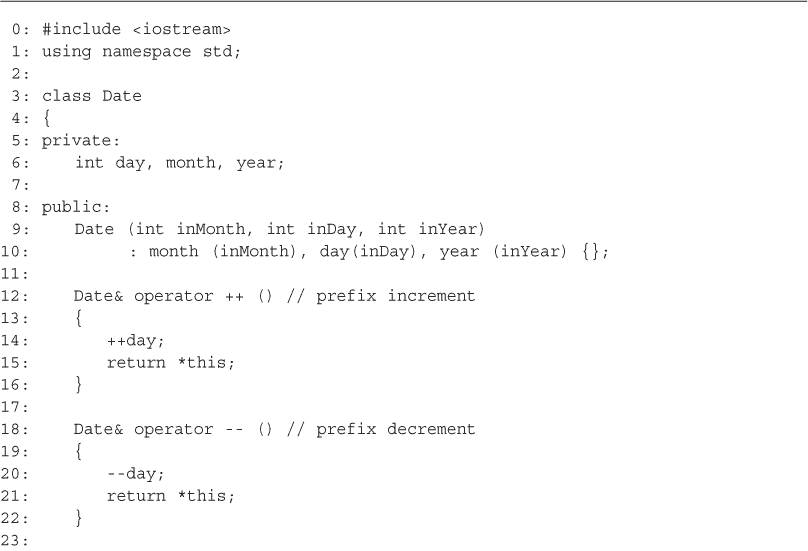 0: #include <iostream>
1: using namespace std;
2:
3: class Date
4: {
5: private:
6:    int day, month, year;
7:
8: public:
9:    Date (int inMonth, int inDay, int inYear)
10:         : month (inMonth), day(inDay), year (inYear) {};
11:
12:    Date& operator ++ () // prefix increment
13:    {
14:       ++day;
15:       return *this;
16:    }
17:
18:    Date& operator -- () // prefix decrement
19:    {
20:       --day;
21:       return *this;
22:    }
23: